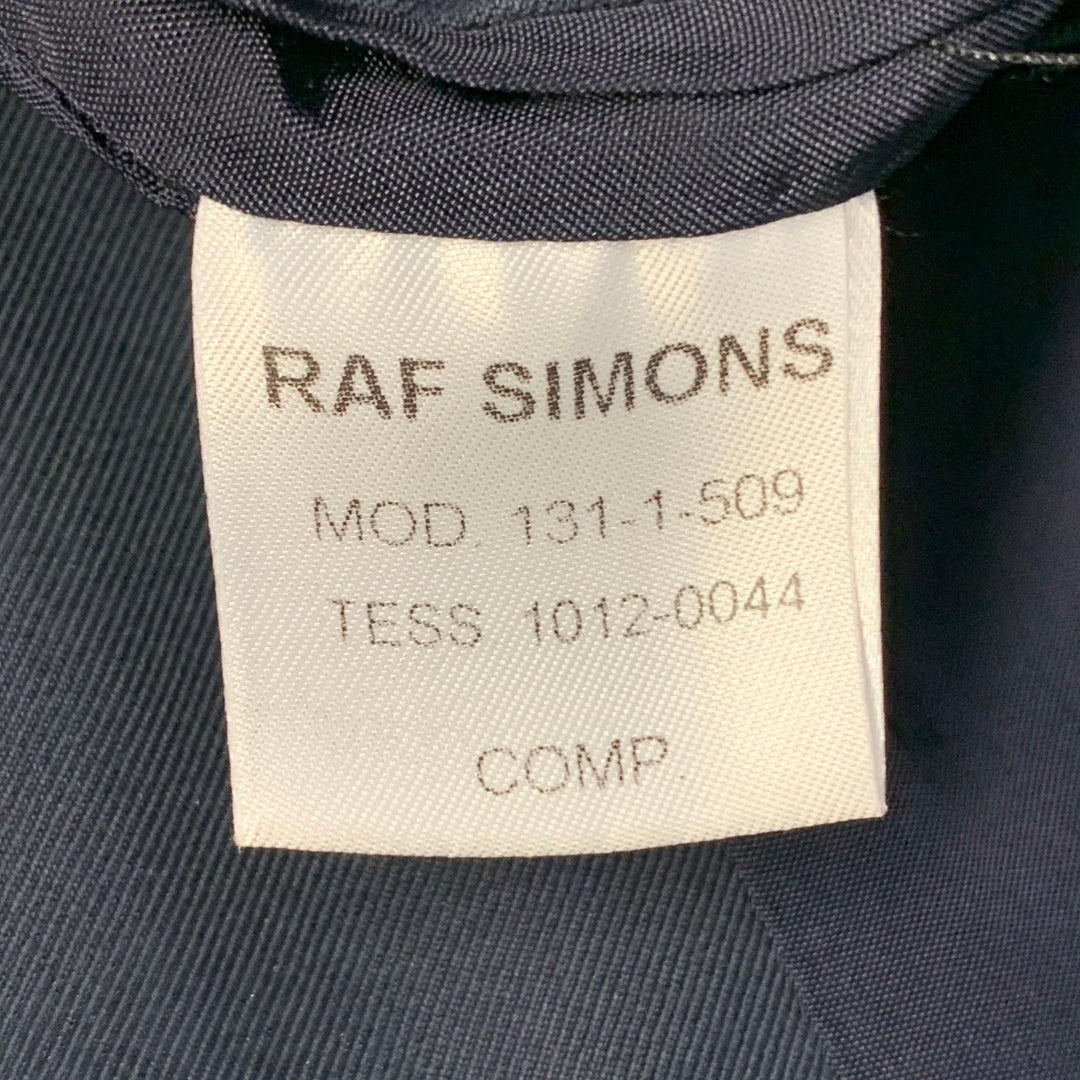 RAF SIMONS
MOD. 131-1-509
TESS 1012-0044
COMP.